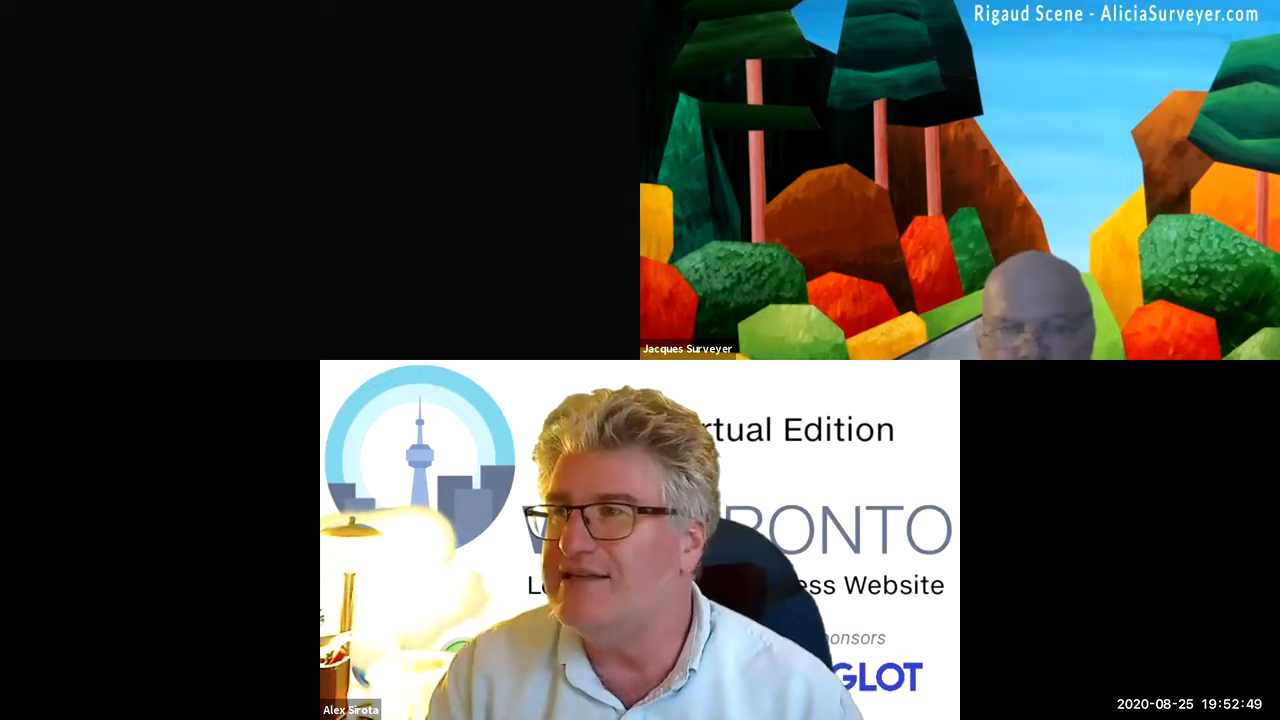 Rigaud Scene - AliciaSurveyer.com
Jacques Surveyer
rtual Edition
RONTO
ess Website
onsors
GLOT
Alex Sirota
2020-08-25 19:52:49